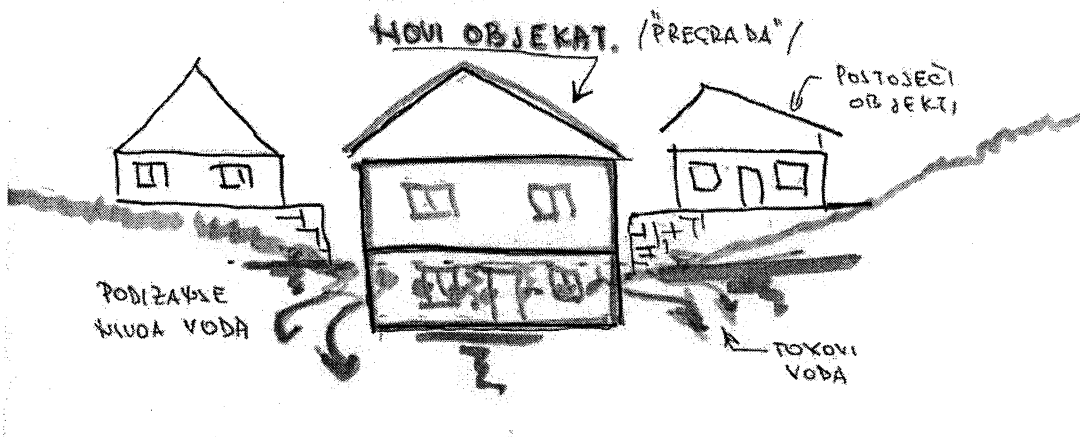 NOVI OBJEKAT. /"PREGRADA"/
POSTOJEĆI
OBJEKTI
PODIZANJE
NIVOA VODA
TOKOVI
VODA